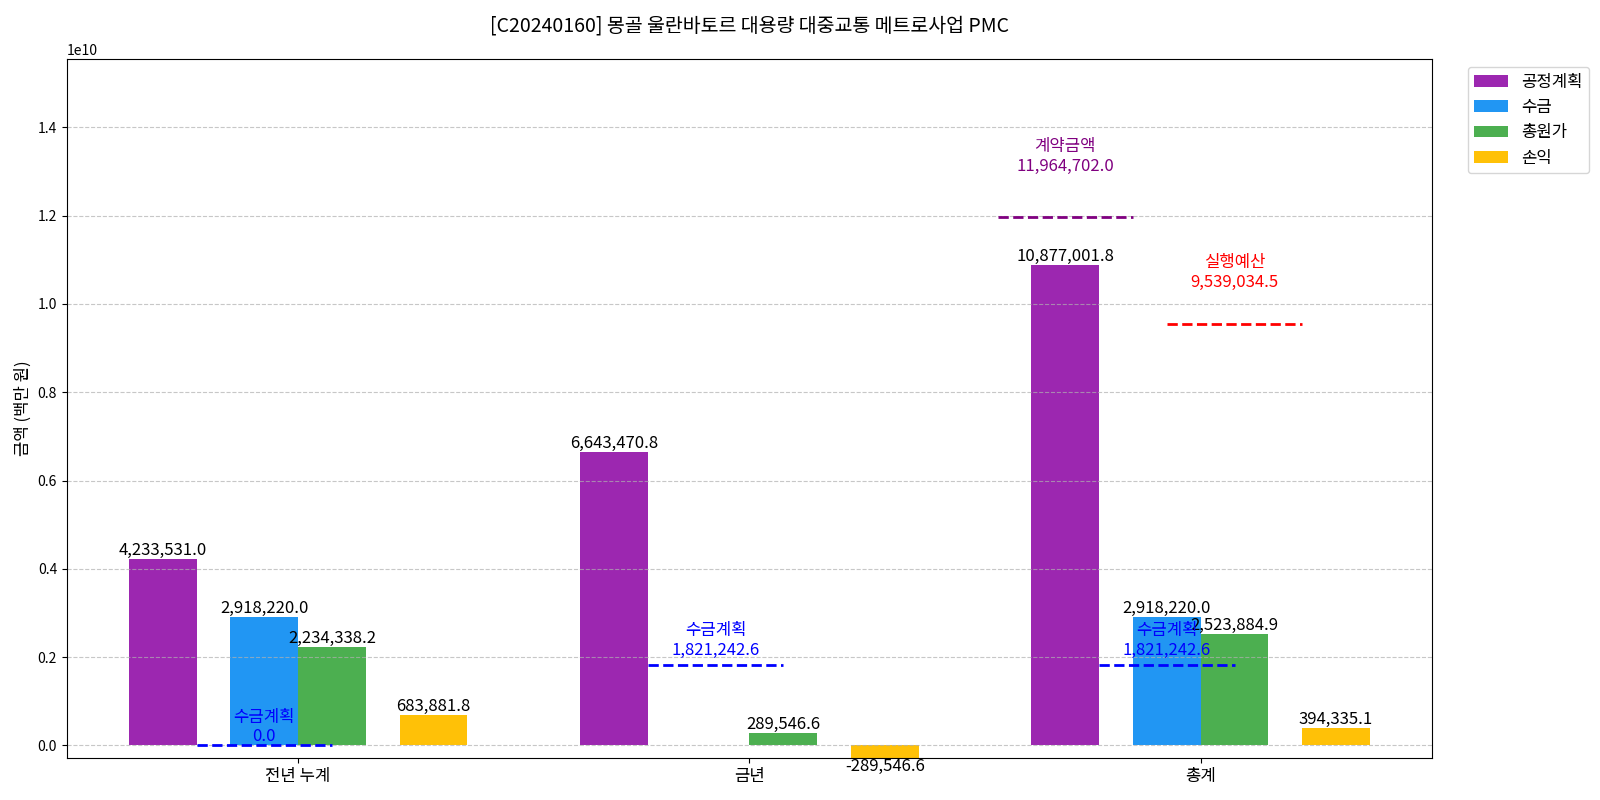 [C20240160] 몽골 울란바토르 대용량 대중교통 메트로사업 PMC
1e10
공정계획
수금
총원가
손익
금액 (백만 원)
1.4
1.2
1.0
0.8
0.6
0.4
0.2
0.0
계약금액
11,964,702.0
10,877,001.8
실행예산
9,539,034.5
6,643,470.8
4,233,531.0
2,918,220.0
2,234,338.2
수금계획
0.0
683,881.8
수금계획
1,821,242.6
289,546.6
-289,546.6
2,918,220.0
2,523,884.9
수금계획
1,821,242.6
394,335.1
전년 누계
금년
총계